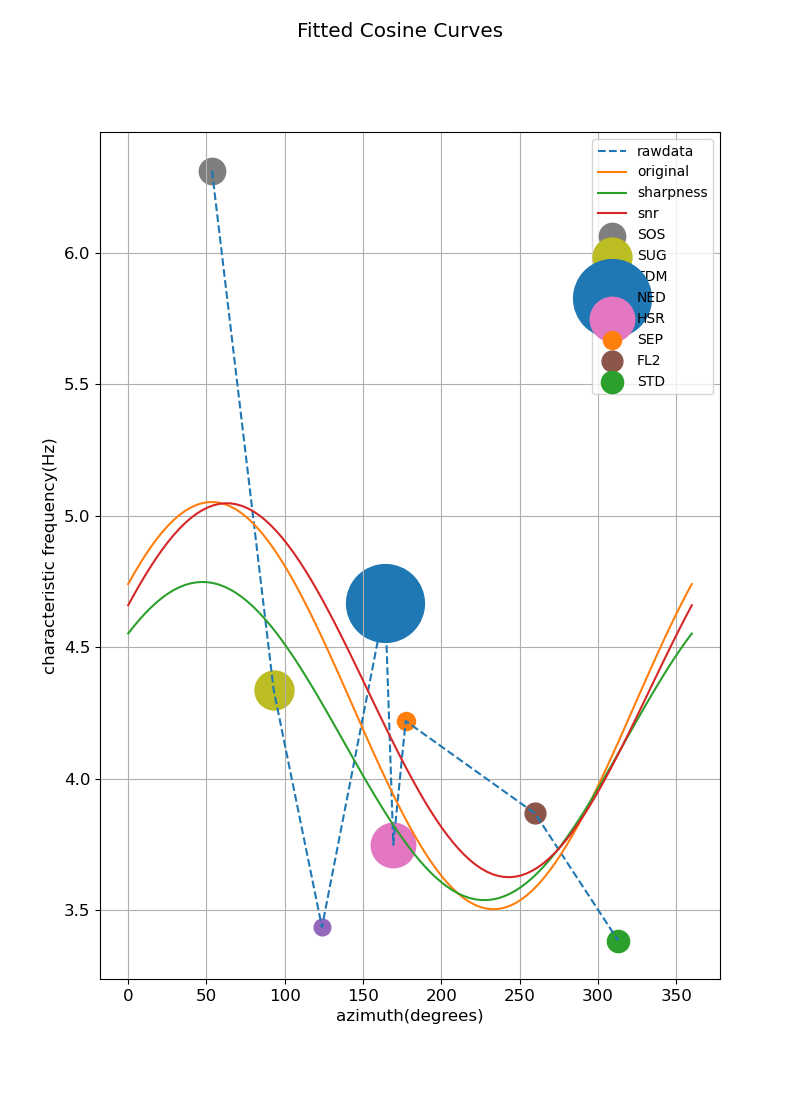 Fitted Cosine Curves
characteristic frequency(Hz)
6.0
5.5
5.0
4.5
4.0
3.5
rawdata
original
sharpness
snr
SOS
SUG
NED
HSR
SEP
FL2
STD
0 50 100 150 200 250 300 350
azimuth(degrees)